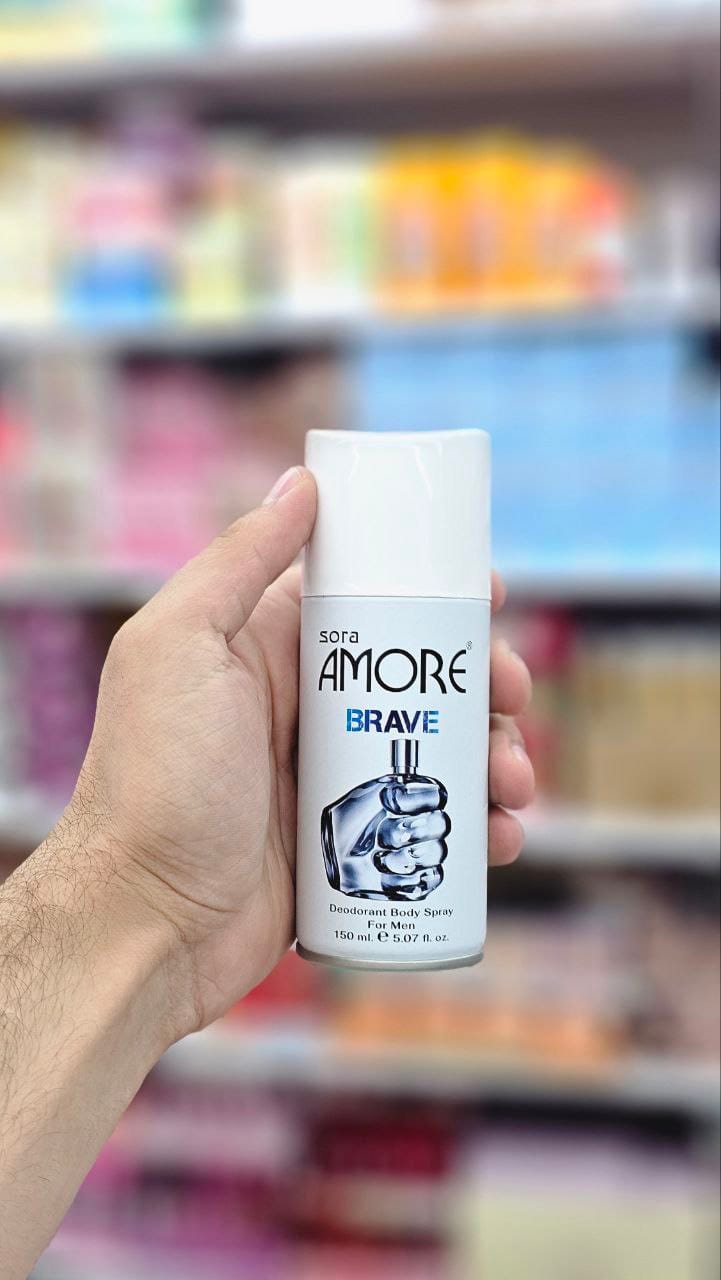 sora
AMORE®
BRAVE
Deodorant Body Spray
For Men
150 ml. ℮ 5.07 fl. oz.